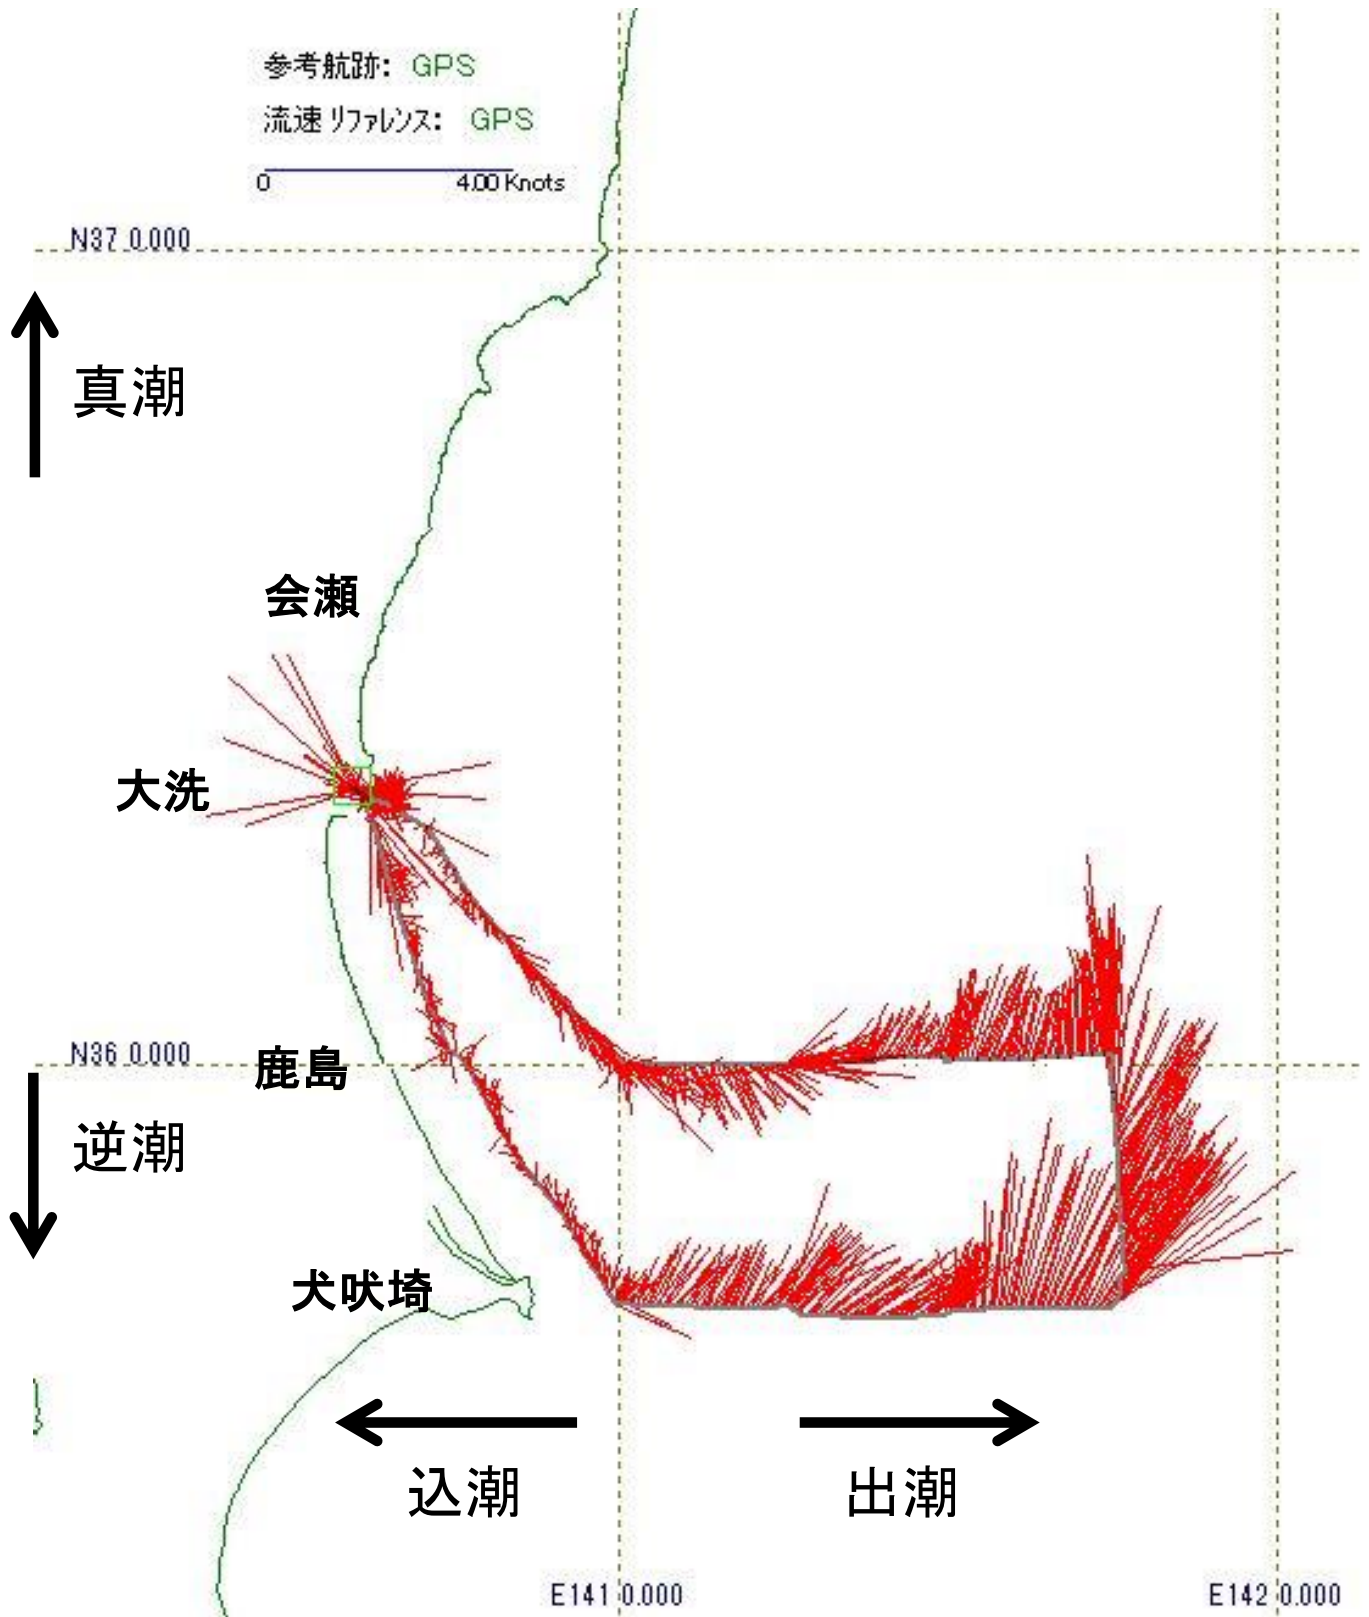 参考航跡: GPS
流速 リファレンス: GPS
0 4.00 Knots
N37 0.000
真潮
会瀬
大洗
N36 0.000
鹿島
逆潮
犬吠埼
込潮
出潮
E141 0.000
E142 0.000